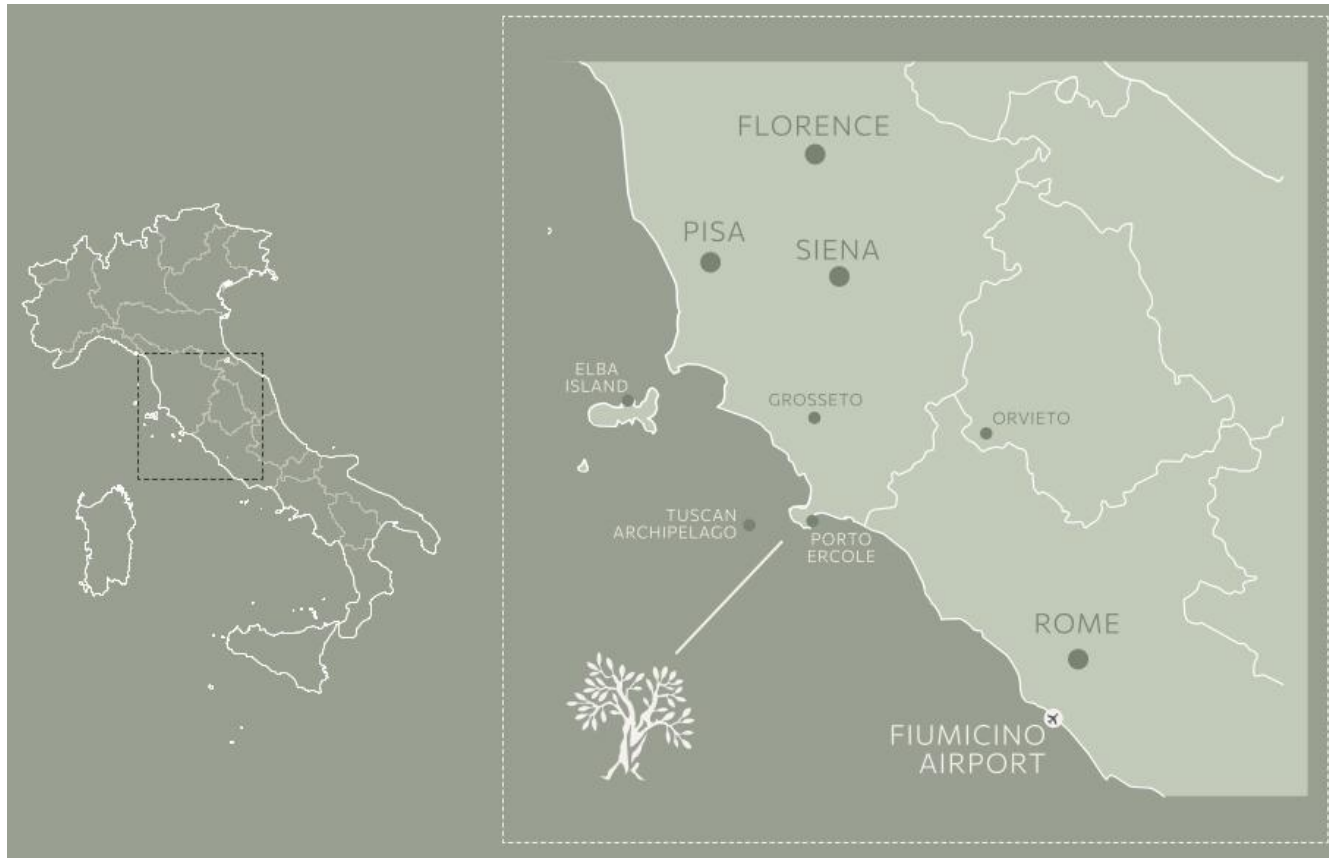 FLORENCE
PISA
SIENA
ELBA
ISLAND
GROSSETO
ORVIETO
TUSCAN
ARCHIPELAGO
PORTO
ERCOLE
ROME
FIUMICINO
AIRPORT